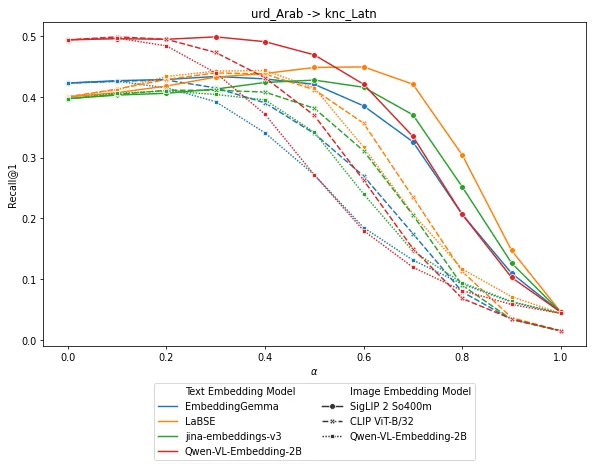 urd_Arab -> knc_Latn
Recall@1
0.5
0.4
0.3
0.2
0.1
0.0
0.0 0.2 0.4 0.6 0.8 1.0
α
Text Embedding Model Image Embedding Model
EmbeddingGemma SigLIP 2 So400m
LaBSE CLIP ViT-B/32
jina-embeddings-v3 Qwen-VL-Embedding-2B
Qwen-VL-Embedding-2B